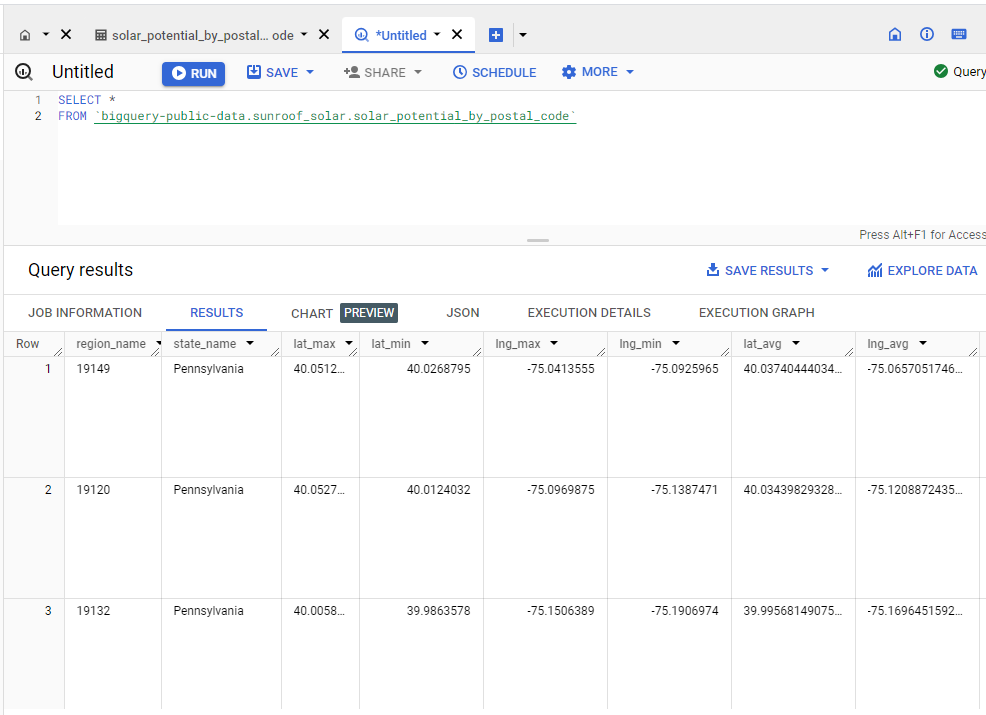 solar_potential_by_postal... ode *Untitled
Untitled RUN SAVE SHARE SCHEDULE MORE Query
1 SELECT *
2 FROM `bigquery-public-data.sunroof_solar.solar_potential_by_postal_code`
Press Alt+F1 for Access
Query results SAVE RESULTS EXPLORE DATA
JOB INFORMATION RESULTS CHART PREVIEW JSON EXECUTION DETAILS EXECUTION GRAPH
Row region_name state_name lat_max lat_min lng_max lng_min lat_avg lng_avg
1 19149 Pennsylvania 40.0512... 40.0268795 -75.0413555 -75.0925965 40.03740444034... -75.0657051746...
2 19120 Pennsylvania 40.0527... 40.0124032 -75.0969875 -75.1387471 40.03439829328... -75.1208872435...
3 19132 Pennsylvania 40.0058... 39.9863578 -75.1506389 -75.1906974 39.99568149075... -75.1696451592...